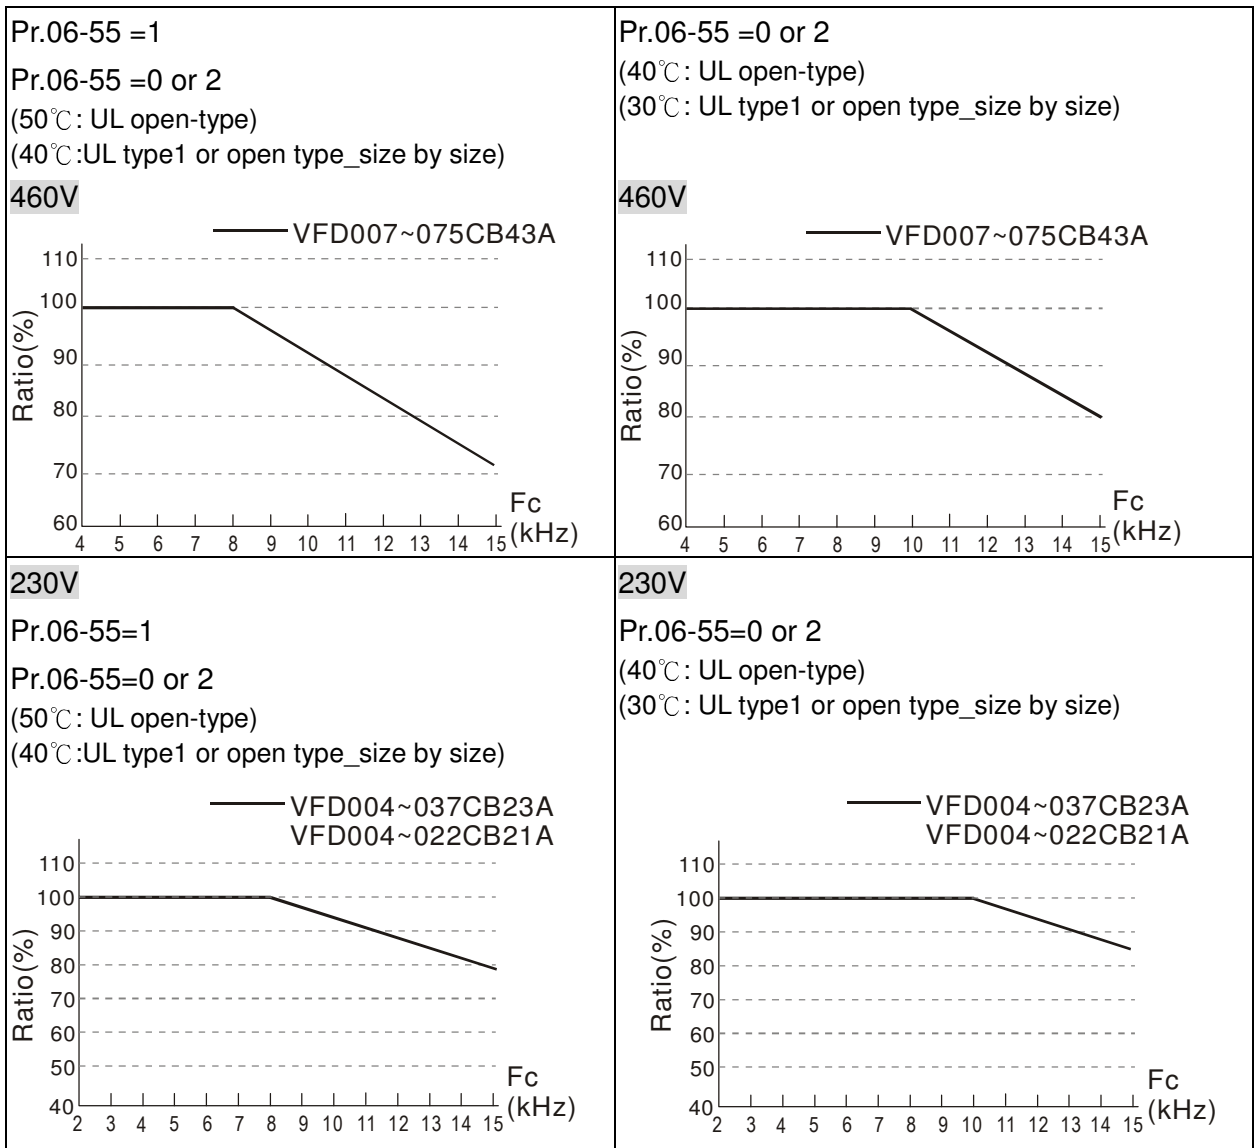 Pr.06-55 =1
Pr.06-55 =0 or 2
(50℃: UL open-type)
(40℃:UL type1 or open type_size by size)
460V
VFD007~075CB43A
110
100
90
80
70
60
Ratio(%)
4 5 6 7 8 9 10 11 12 13 14 15
Fc
(kHz)
Pr.06-55 =0 or 2
(40℃: UL open-type)
(30℃: UL type1 or open type_size by size)
460V
VFD007~075CB43A
110
100
90
80
70
60
Ratio(%)
4 5 6 7 8 9 10 11 12 13 14 15
Fc
(kHz)
230V
Pr.06-55=1
Pr.06-55=0 or 2
(50℃: UL open-type)
(40℃:UL type1 or open type_size by size)
VFD004~037CB23A
VFD004~022CB21A
110
100
90
80
70
60
50
40
Ratio(%)
2 3 4 5 6 7 8 9 10 11 12 13 14 15
Fc
(kHz)
230V
Pr.06-55=0 or 2
(40℃: UL open-type)
(30℃: UL type1 or open type_size by size)
VFD004~037CB23A
VFD004~022CB21A
110
100
90
80
70
60
50
40
Ratio(%)
2 3 4 5 6 7 8 9 10 11 12 13 14 15
Fc
(kHz)